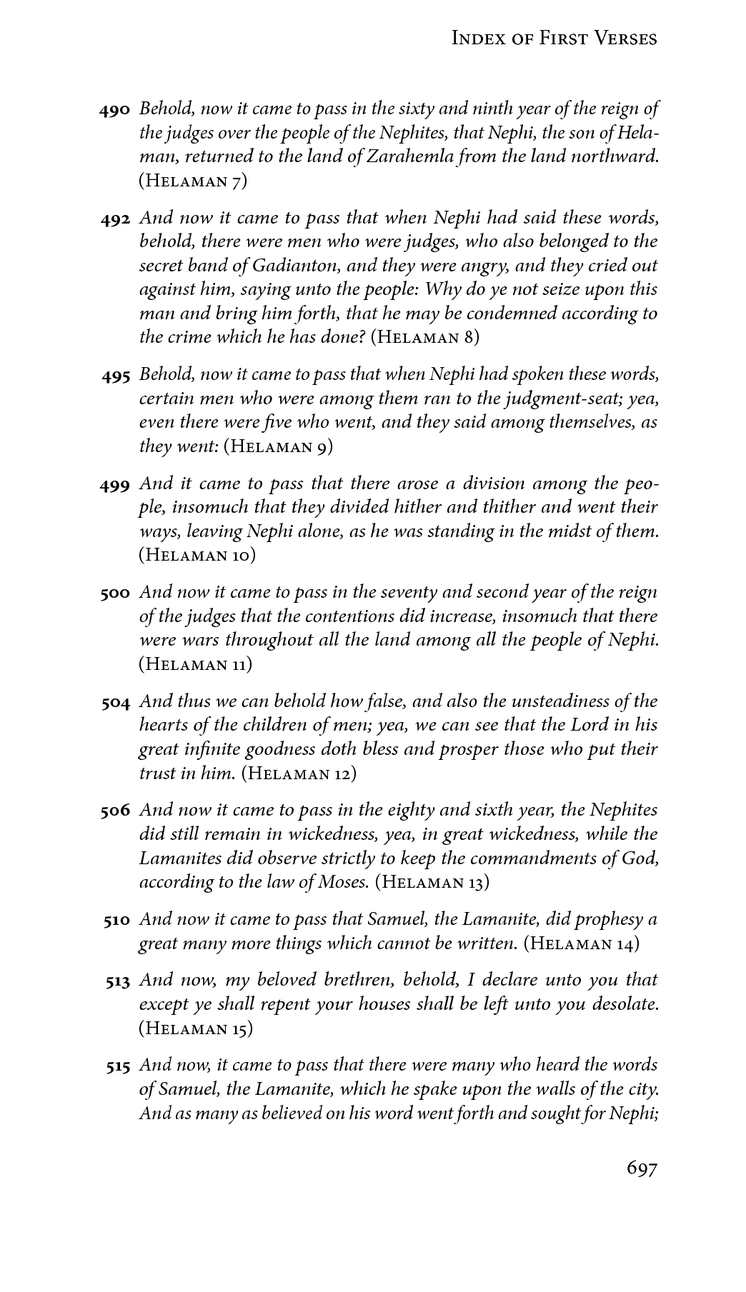 Index of First Verses
490 Behold, now it came to pass in the sixty and ninth year of the reign of
the judges over the people of the Nephites, that Nephi, the son of Hela-
man, returned to the land of Zarahemla from the land northward.
(Helaman 7)
492 And now it came to pass that when Nephi had said these words,
behold, there were men who were judges, who also belonged to the
secret band of Gadianton, and they were angry, and they cried out
against him, saying unto the people: Why do ye not seize upon this
man and bring him forth, that he may be condemned according to
the crime which he has done? (Helaman 8)
495 Behold, now it came to pass that when Nephi had spoken these words,
certain men who were among them ran to the judgment-seat; yea,
even there were five who went, and they said among themselves, as
they went: (Helaman 9)
499 And it came to pass that there arose a division among the peo-
ple, insomuch that they divided hither and thither and went their
ways, leaving Nephi alone, as he was standing in the midst of them.
(Helaman 10)
500 And now it came to pass in the seventy and second year of the reign
of the judges that the contentions did increase, insomuch that there
were wars throughout all the land among all the people of Nephi.
(Helaman 11)
504 And thus we can behold how false, and also the unsteadiness of the
hearts of the children of men; yea, we can see that the Lord in his
great infinite goodness doth bless and prosper those who put their
trust in him. (Helaman 12)
506 And now it came to pass in the eighty and sixth year, the Nephites
did still remain in wickedness, yea, in great wickedness, while the
Lamanites did observe strictly to keep the commandments of God,
according to the law of Moses. (Helaman 13)
510 And now it came to pass that Samuel, the Lamanite, did prophesy a
great many more things which cannot be written. (Helaman 14)
513 And now, my beloved brethren, behold, I declare unto you that
except ye shall repent your houses shall be left unto you desolate.
(Helaman 15)
515 And now, it came to pass that there were many who heard the words
of Samuel, the Lamanite, which he spake upon the walls of the city.
And as many as believed on his word went forth and sought for Nephi;
697